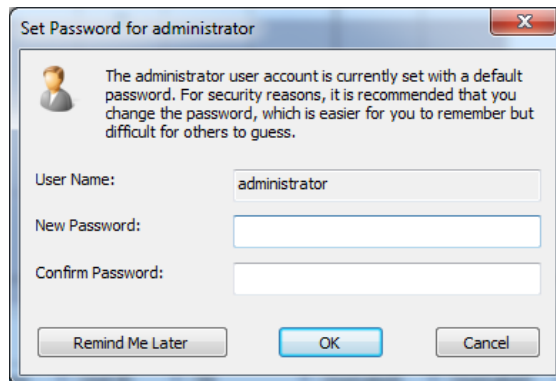 Set Password for administrator
The administrator user account is currently set with a default
password. For security reasons, it is recommended that you
change the password, which is easier for you to remember but
difficult for others to guess.
User Name:
administrator
New Password:
Confirm Password:
Remind Me Later
OK
Cancel